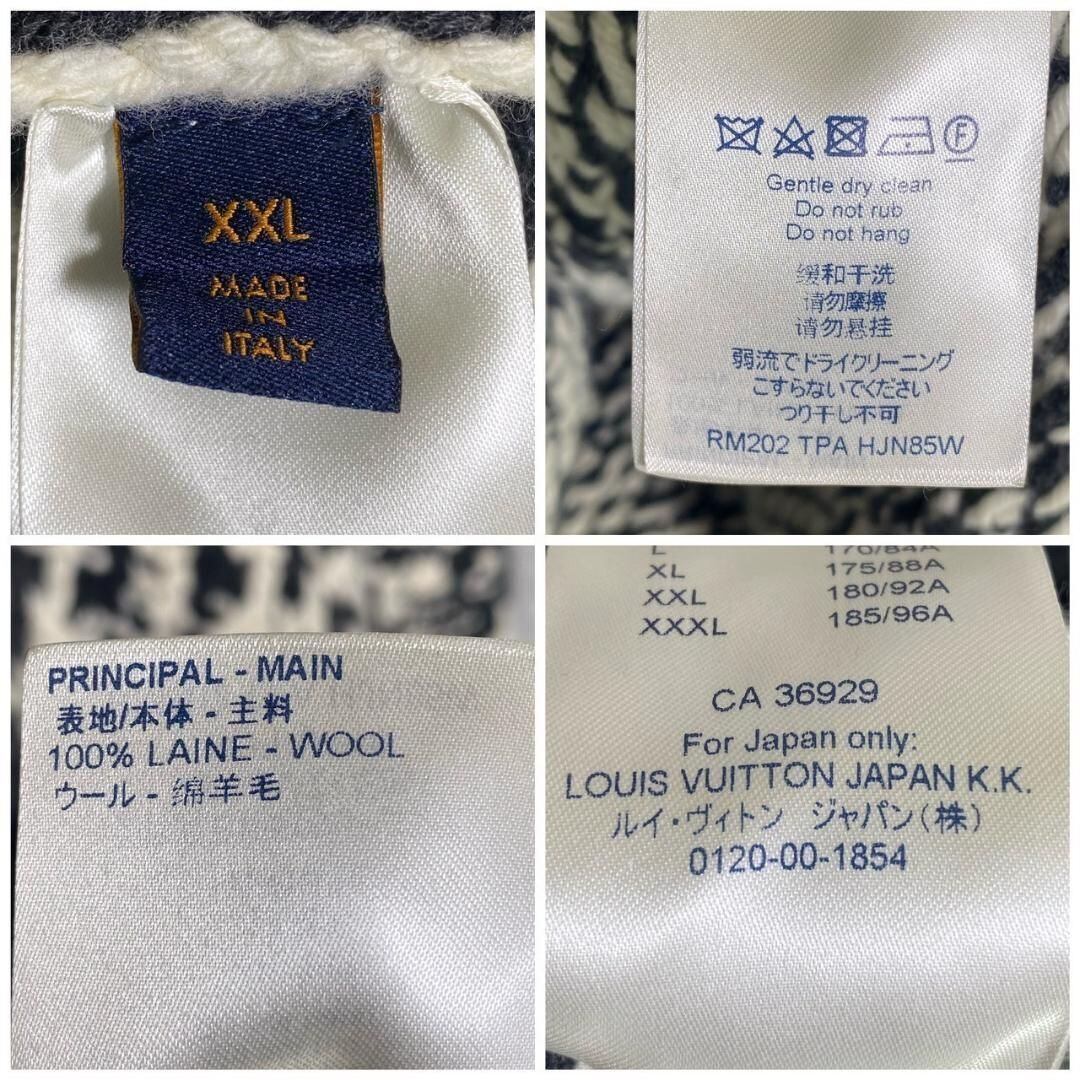 XXL
MADE
IN
ITALY
F
Gentle dry clean
Do not rub
Do not hang
缓和干洗
请勿摩擦
请勿悬挂
弱流でドライクリーニング
こすらないでください
つり干し不可
RM202 TPA HJN85W
PRINCIPAL - MAIN
表地/本体 - 主料
100% LAINE - WOOL
ウール - 绵羊毛
L 170/84A
XL 175/88A
XXL 180/92A
XXXL 185/96A
CA 36929
For Japan only:
LOUIS VUITTON JAPAN K.K.
ルイ・ヴィトン ジャパン(株)
0120-00-1854